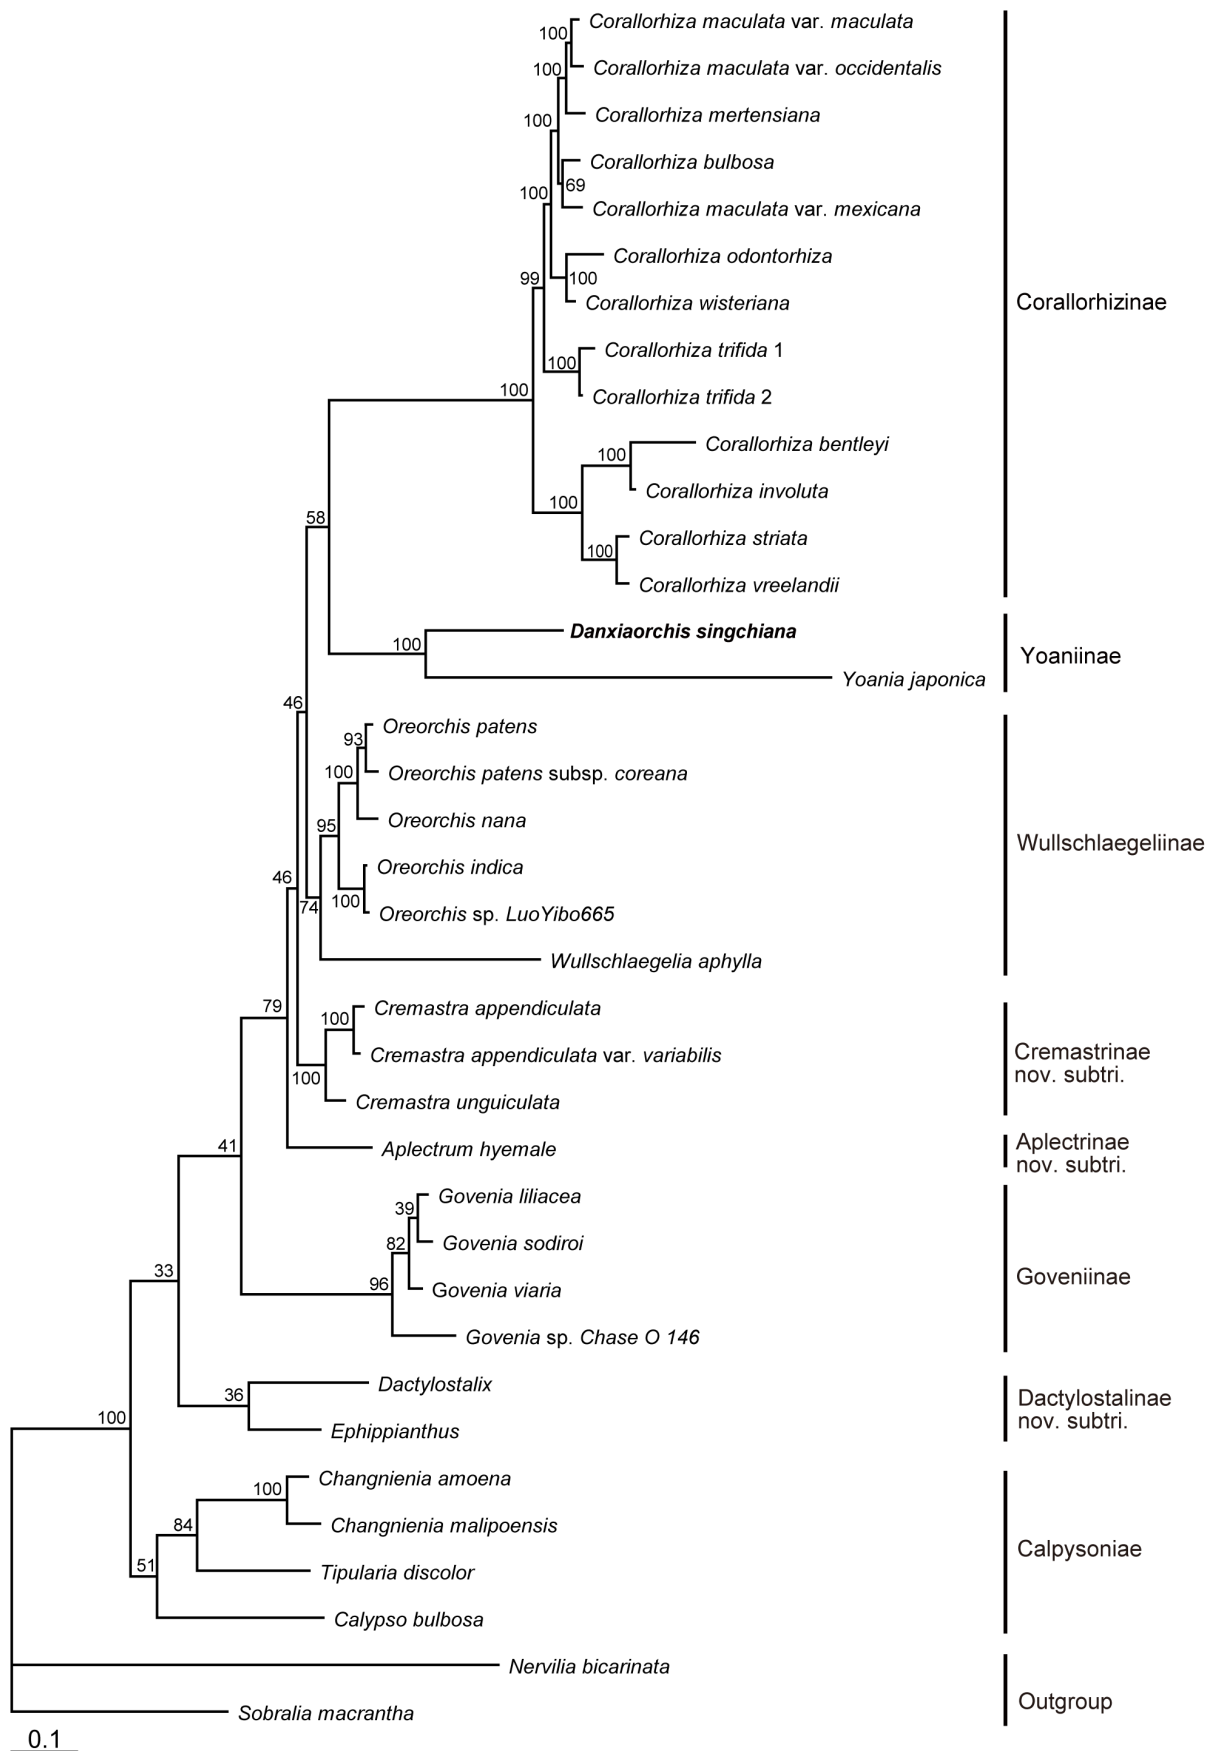 Corallorhiza maculata var. maculata
100
Corallorhiza maculata var. occidentalis
100
Corallorhiza mertensiana
100
Corallorhiza bulbosa
69
100
Corallorhiza maculata var. mexicana
Corallorhiza odontorhiza
99
100
Corallorhiza wisteriana
Corallorhizinae
Corallorhiza trifida 1
100
100
Corallorhiza trifida 2
Corallorhiza bentleyi
100
Corallorhiza involuta
100
58
Corallorhiza striata
100
Corallorhiza vreelandii
Danxiaorchis singchiana
100
Yoaniinae
Yoania japonica
46
Oreorchis patens
93
Oreorchis patens subsp. coreana
100
Oreorchis nana
95
Wullschlaegeliinae
Oreorchis indica
46
100
74
Oreorchis sp. LuoYibo665
Wullschlaegelia aphylla
79
Cremastra appendiculata
100
Cremastra appendiculata var. variabilis
Cremastrinae
nov. subtri.
100
Cremastra unguiculata
41
Aplectrum hyemale
Aplectrinae
nov. subtri.
Govenia liliacea
39
Govenia sodiroi
82
33
96
Govenia viaria
Goveniinae
Govenia sp. Chase O 146
Dactylostalix
36
Dactylostalinae
nov. subtri.
100
Ephippianthus
Changnienia amoena
100
84
Changnienia malipoensis
Calpysoniae
51
Tipularia discolor
Calypso bulbosa
Nervilia bicarinata
Outgroup
Sobralia macrantha
0.1